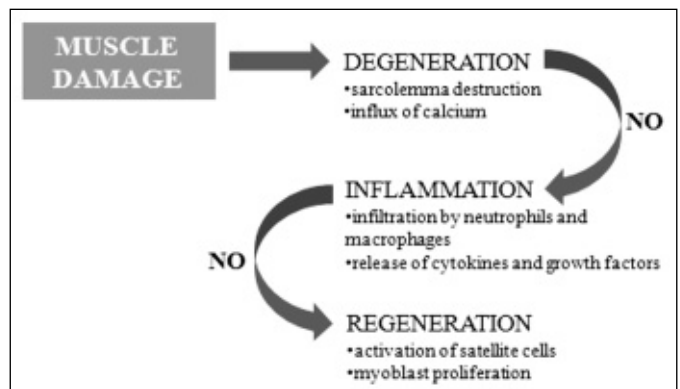 MUSCLE
DAMAGE
DEGENERATION
•sarcolemma destruction
•influx of calcium
NO
INFLAMMATION
•infiltration by neutrophils and
macrophages
•release of cytokines and growth factors
NO
REGENERATION
•activation of satellite cells
•myoblast proliferation